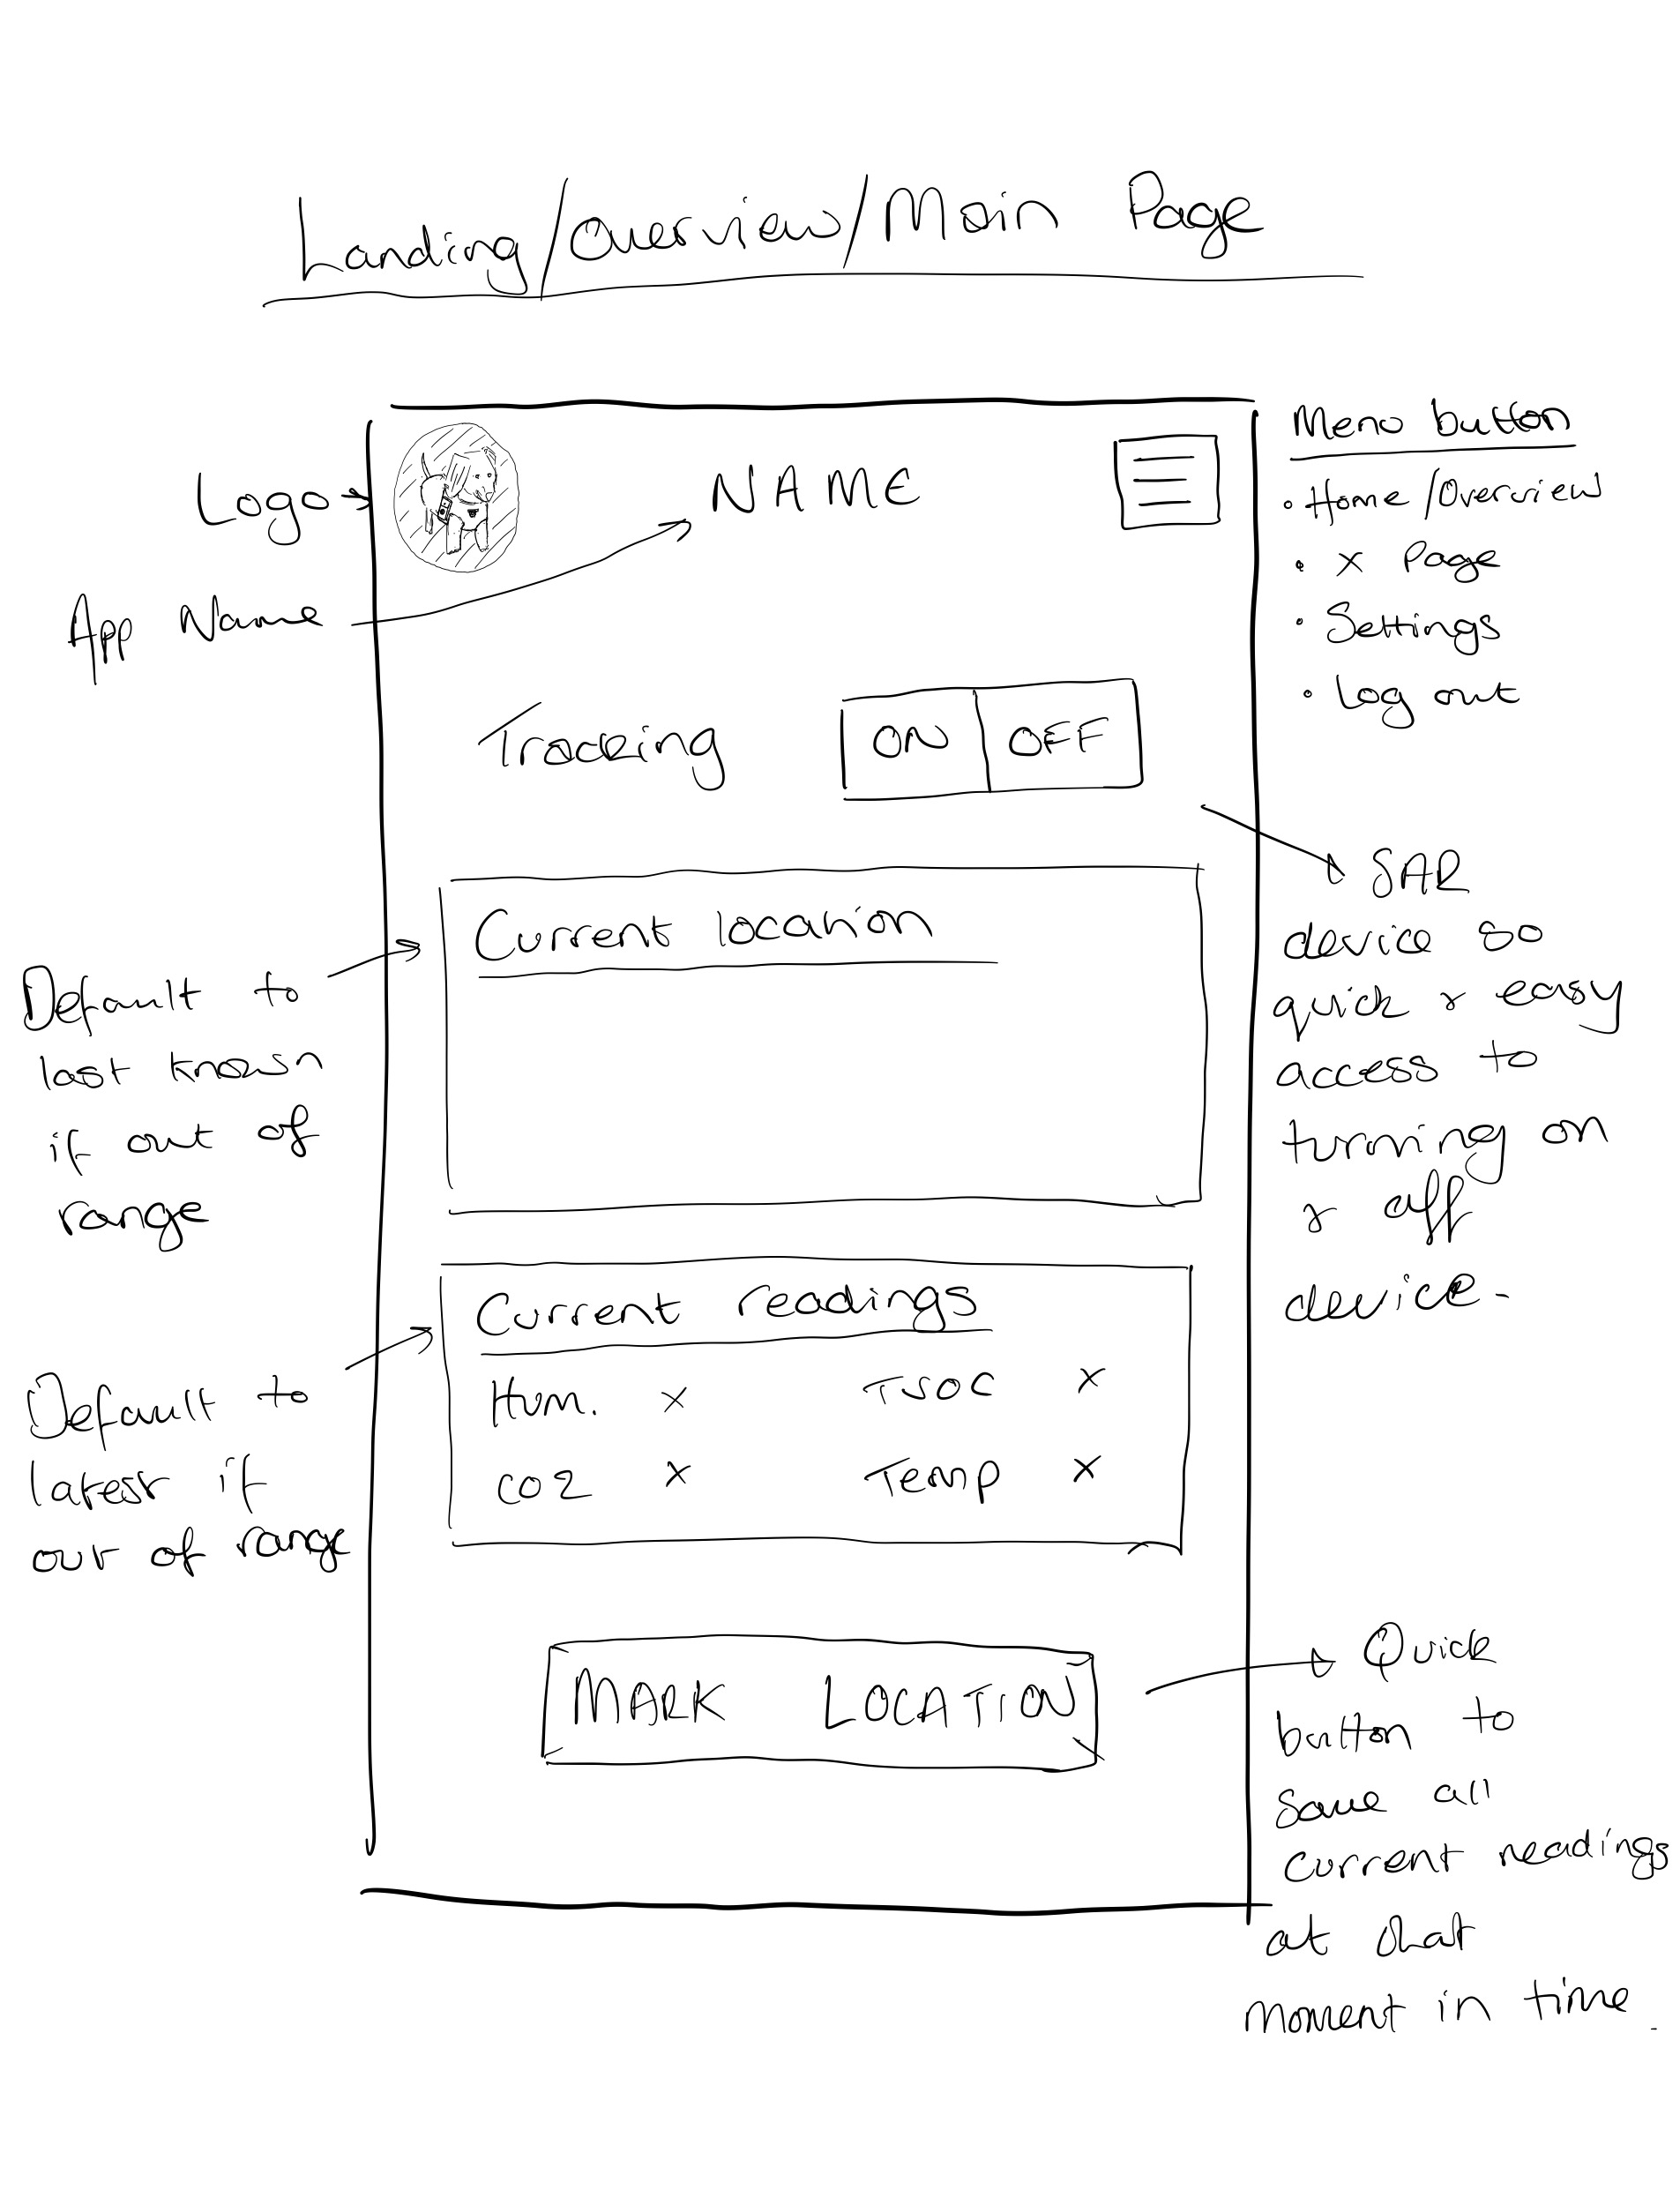 Landing/Overview/Main Page
Logo
NAME
App Name
Menu button
• Home/Overview
• X Page
• Settings
• Log out
Tracking
ON
OFF
SAR
device so
quick & easy
access to
turning on
& off
device.
Current location
Default to
last known
if out of
range
Current readings
Hum. X
TVOC X
CO2 X
Temp X
Default to
latest if
out of range
MARK LOCATION
Quick
button to
save all
current readings
at that
moment in time.